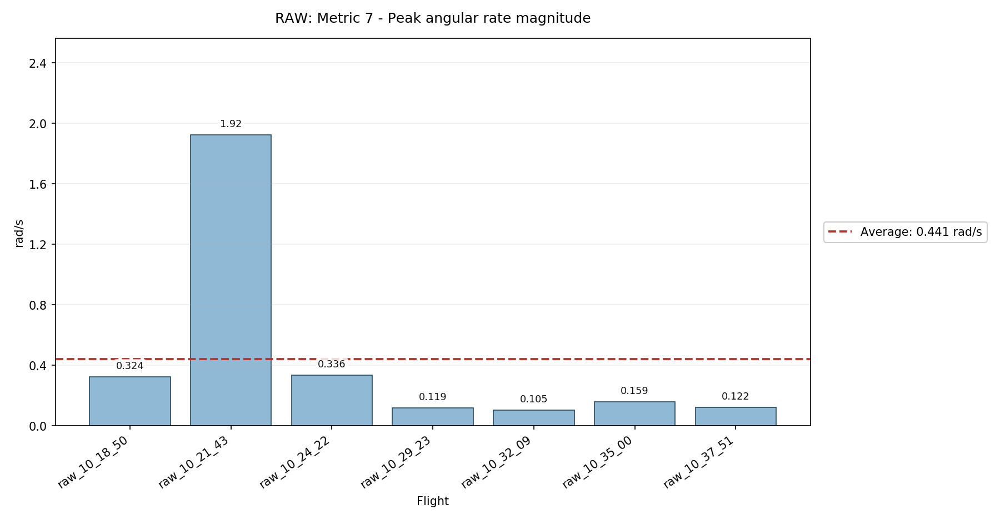 RAW: Metric 7 - Peak angular rate magnitude
rad/s
2.4
2.0
1.6
1.2
0.8
0.4
0.0
0.324
1.92
0.336
0.119
0.105
0.159
0.122
raw_10_18_50
raw_10_21_43
raw_10_24_22
raw_10_29_23
raw_10_32_09
raw_10_35_00
raw_10_37_51
Flight
Average: 0.441 rad/s